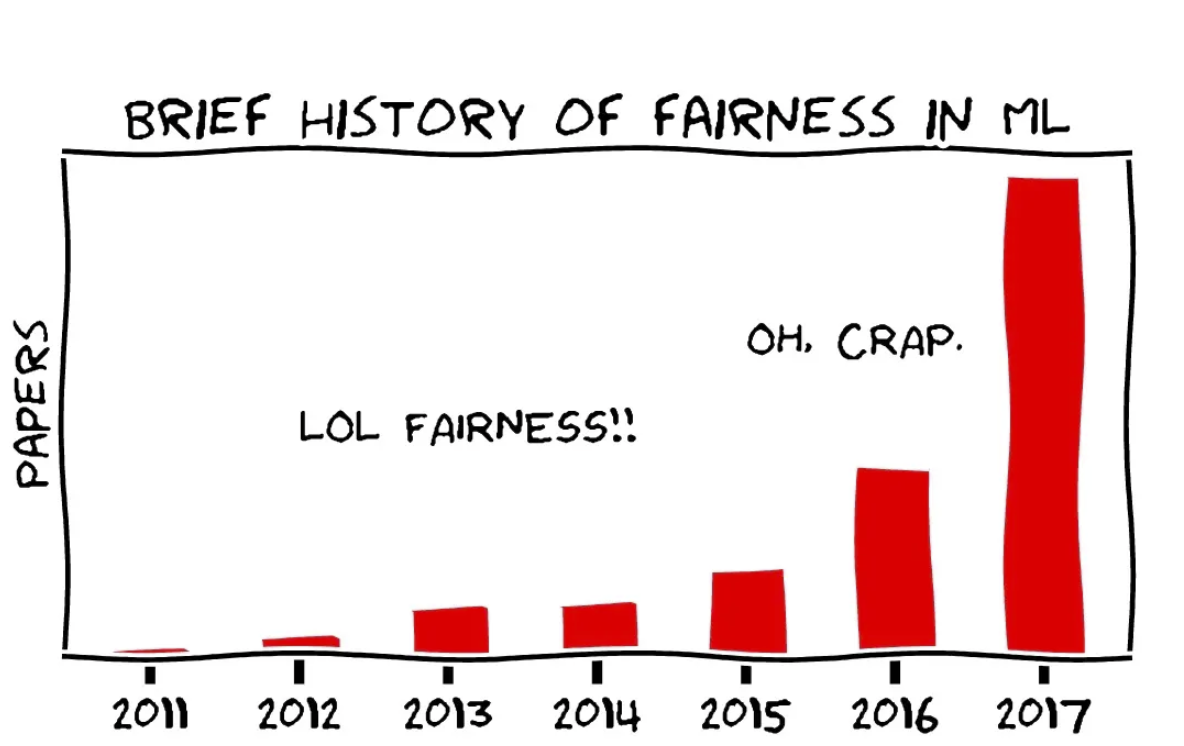 BRIEF HISTORY OF FAIRNESS IN ML
PAPERS
OH, CRAP.
LOL FAIRNESS!!
2011 2012 2013 2014 2015 2016 2017